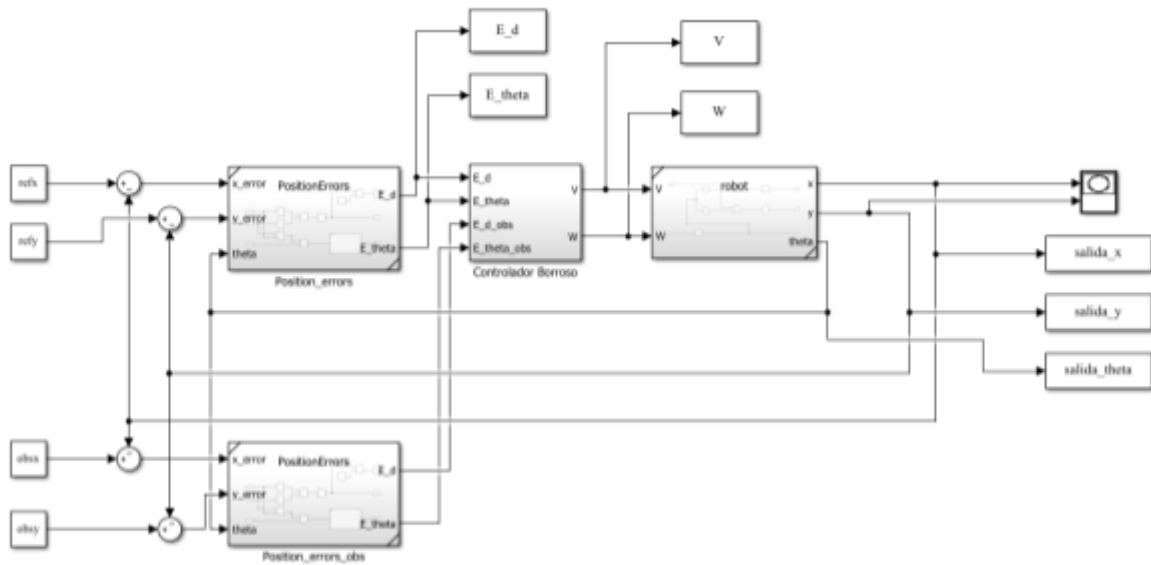 E_d
V
E_theta
W
refx
PositionErrors
x_error
E_d
y_error
E_theta
theta
Position_errors
refy
E_d
E_theta
E_d_obs
E_theta_obs
V
W
Controlador Borroso
robot
V
W
x
y
theta
salida_x
salida_y
salida_theta
obsx
PositionErrors
x_error
E_d
y_error
E_theta
theta
Position_errors_obs
obsy